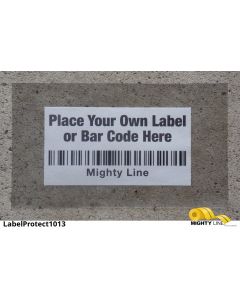 Place Your Own Label
or Bar Code Here
Mighty Line
LabelProtect1013
MIGHTY LINE